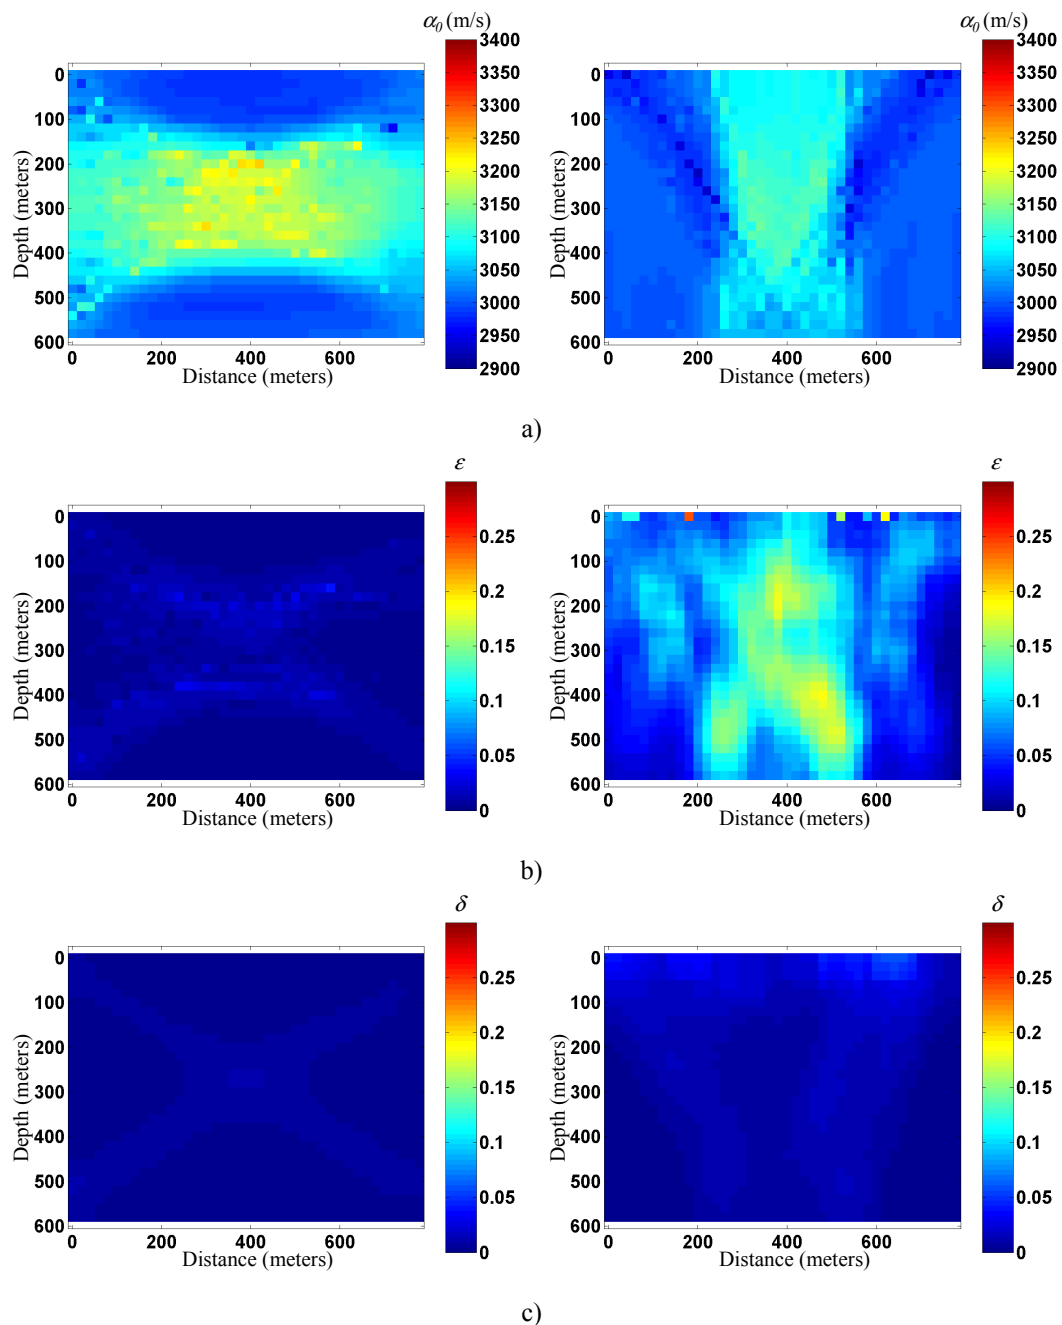 α₀ (m/s) α₀ (m/s)
3400 3400
0 3350 0 3350
3300 3300
100 3250 100 3250
200 3200 200 3200
Depth (meters) 3150 Depth (meters) 3150
300 300
3100 3100
400 3050 400 3050
500 3000 500 3000
2950 2950
600 2900 600 2900
0 200 400 600 0 200 400 600
Distance (meters) Distance (meters)
a)
ε ε
0 0.25 0 0.25
100 100
0.2 0.2
200 200
Depth (meters) 0.15 Depth (meters) 0.15
300 300
400 0.1 400 0.1
500 0.05 500 0.05
600 0 600 0
0 200 400 600 0 200 400 600
Distance (meters) Distance (meters)
b)
δ δ
0 0.25 0 0.25
100 100
0.2 0.2
200 200
Depth (meters) 0.15 Depth (meters) 0.15
300 300
400 0.1 400 0.1
500 0.05 500 0.05
600 0 600 0
0 200 400 600 0 200 400 600
Distance (meters) Distance (meters)
c)